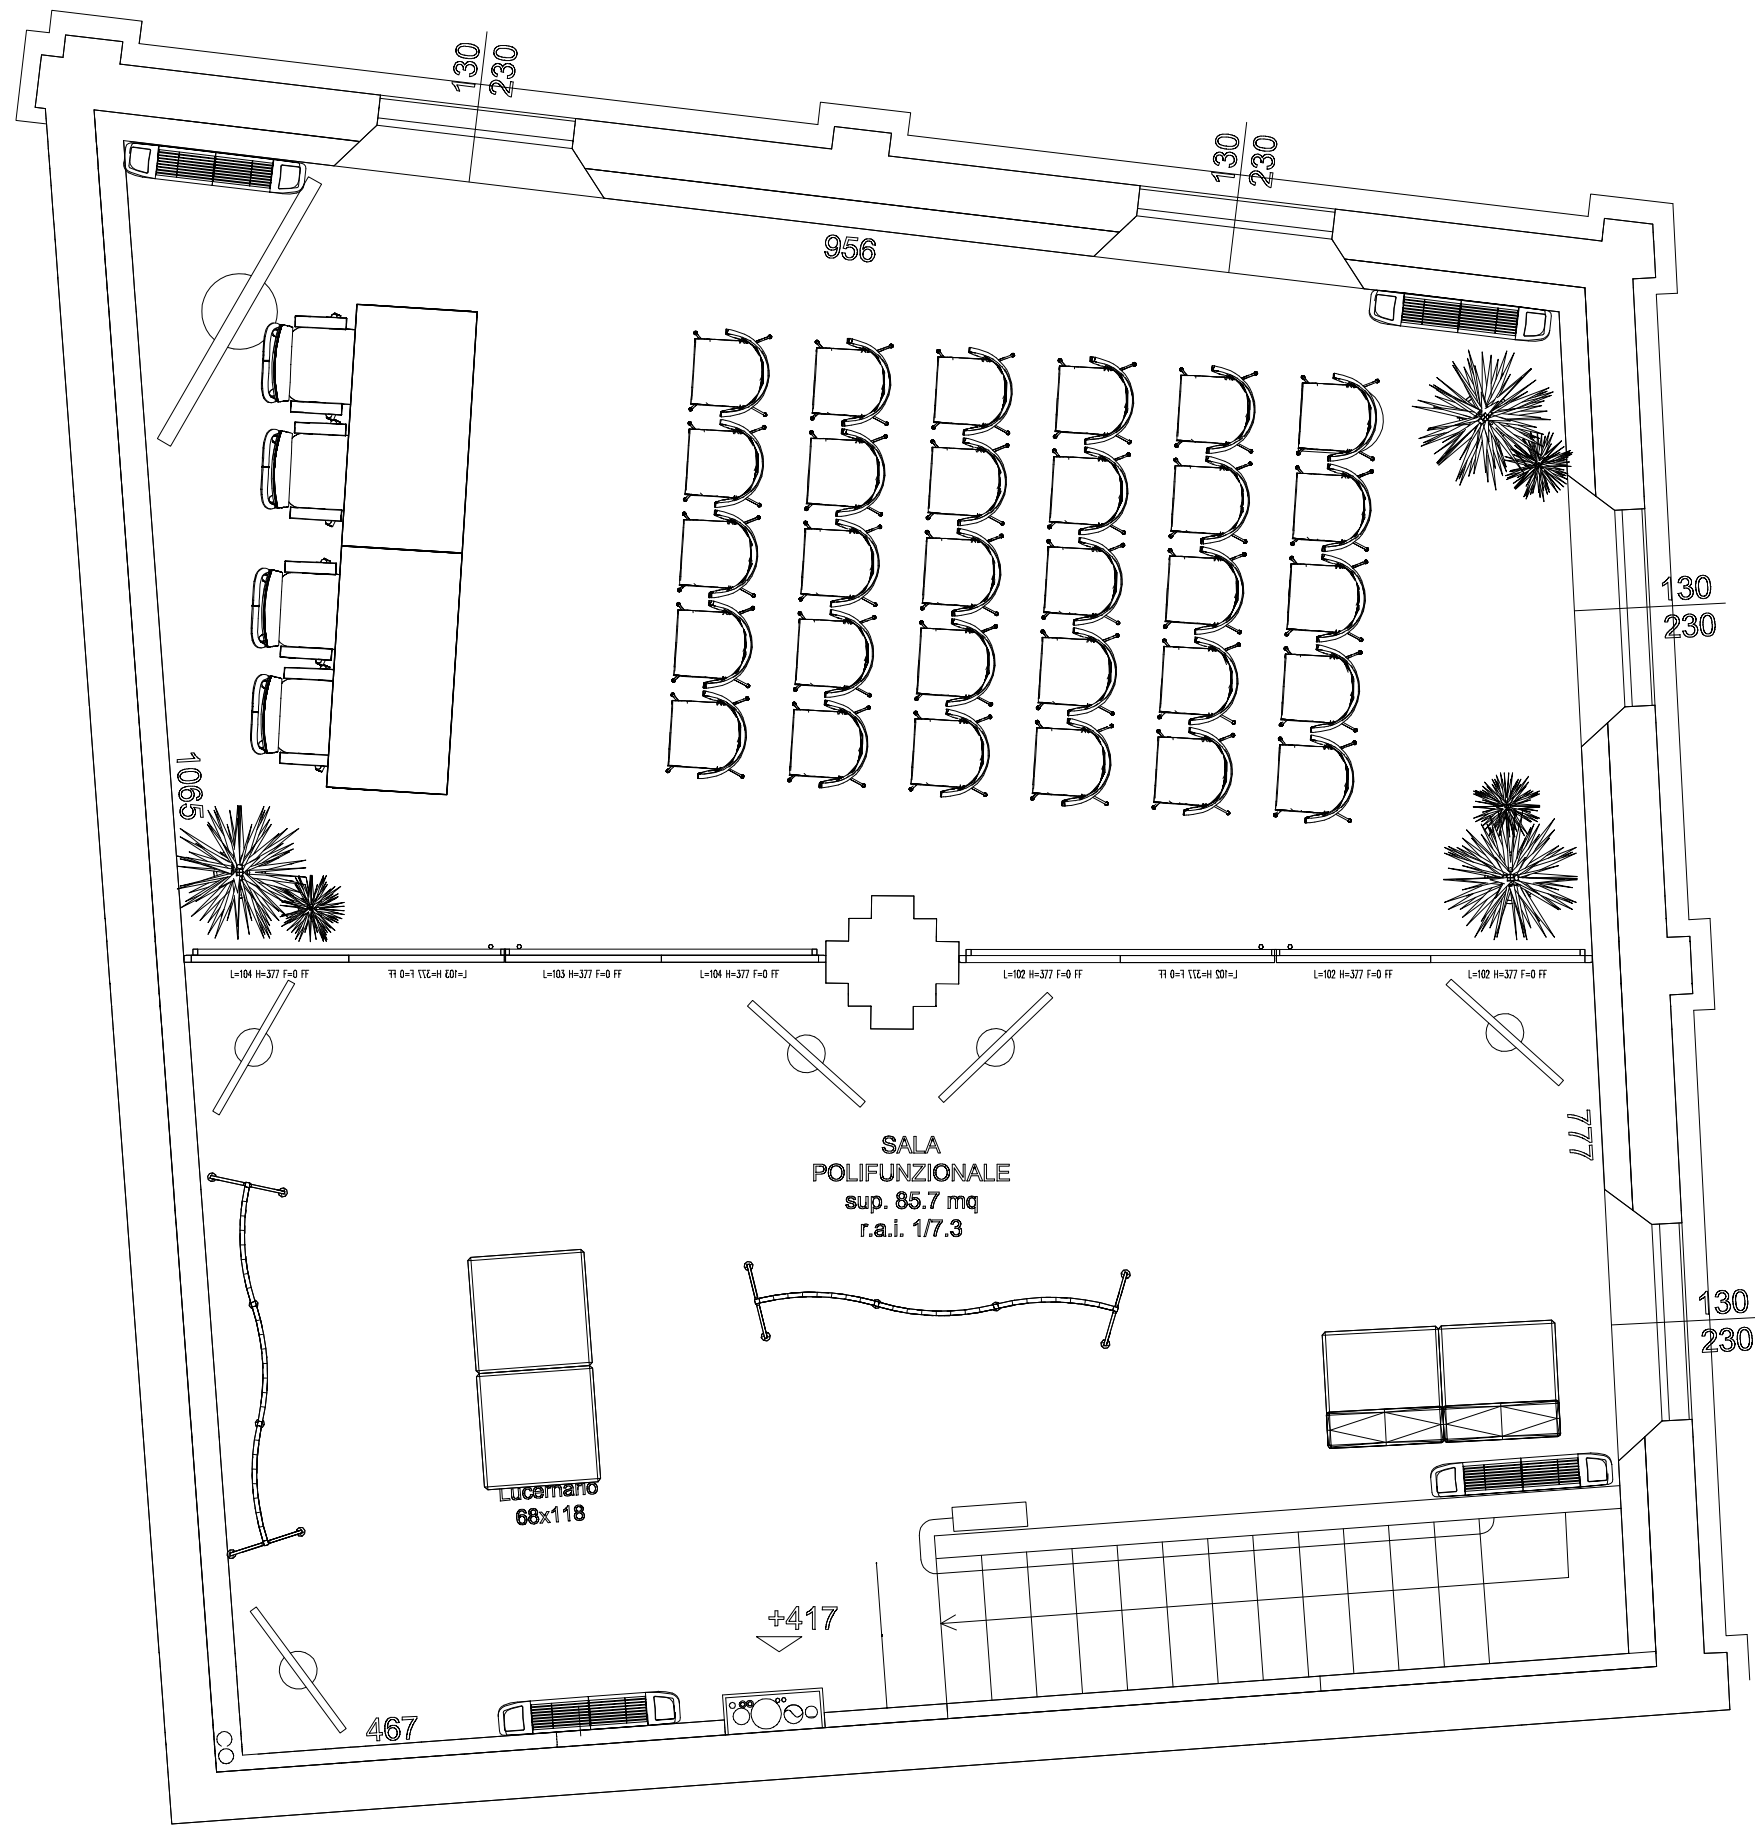 130
230
130
230
956
130
230
1065
L=104 H=377 F=0 FF
L=103 H=377 F=0 FF
L=103 H=377 F=0 FF
L=104 H=377 F=0 FF
L=102 H=377 F=0 FF
L=102 H=377 F=0 FF
L=102 H=377 F=0 FF
L=102 H=377 F=0 FF
777
SALA
POLIFUNZIONALE
sup. 85.7 mq
r.a.i. 1/7.3
130
230
Lucernario
68x118
+417
467